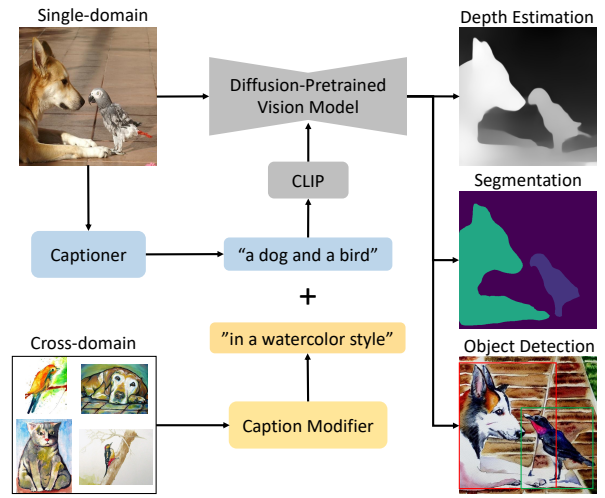 Single-domain
Depth Estimation
Diffusion-Pretrained
Vision Model
CLIP
Segmentation
Captioner
“a dog and a bird”
+
”in a watercolor style”
Cross-domain
Object Detection
Caption Modifier